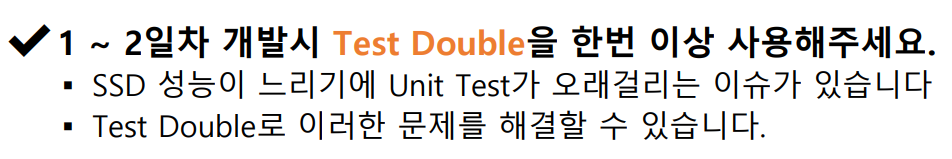 ✔ 1 ~ 2일차 개발시 Test Double을 한번 이상 사용해주세요.
▪ SSD 성능이 느리기에 Unit Test가 오래걸리는 이슈가 있습니다
▪ Test Double로 이러한 문제를 해결할 수 있습니다.